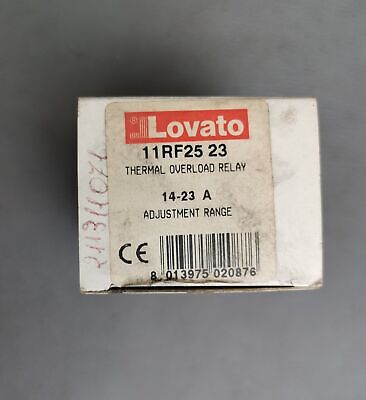 Lovato
11RF25 23
THERMAL OVERLOAD RELAY
14-23 A
ADJUSTMENT RANGE
CE
8 013975 020876